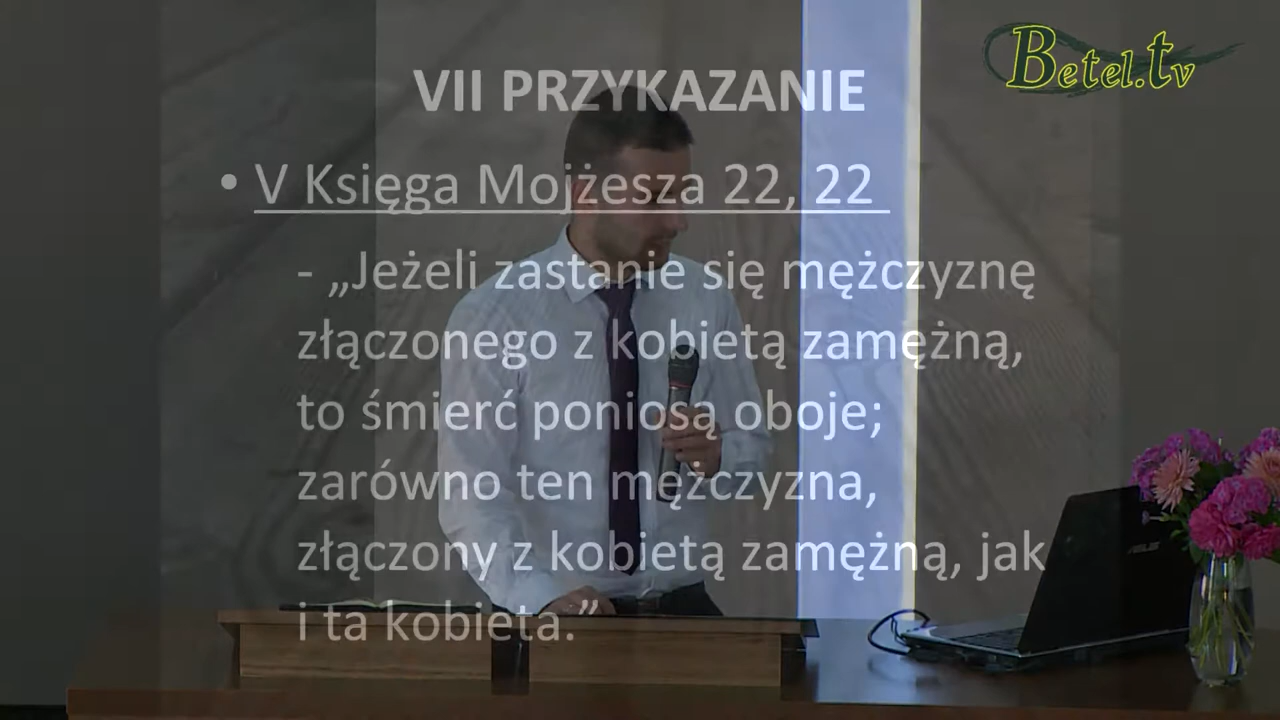 Betel.tv
VII PRZYKAZANIE
• V Księga Mojżesza 22, 22
- „Jeżeli zastanie się mężczyznę
złączonego z kobietą zamężną,
to śmierć poniosą oboje;
zarówno ten mężczyzna,
złączony z kobietą zamężną, jak
i ta kobieta.”
ASUS